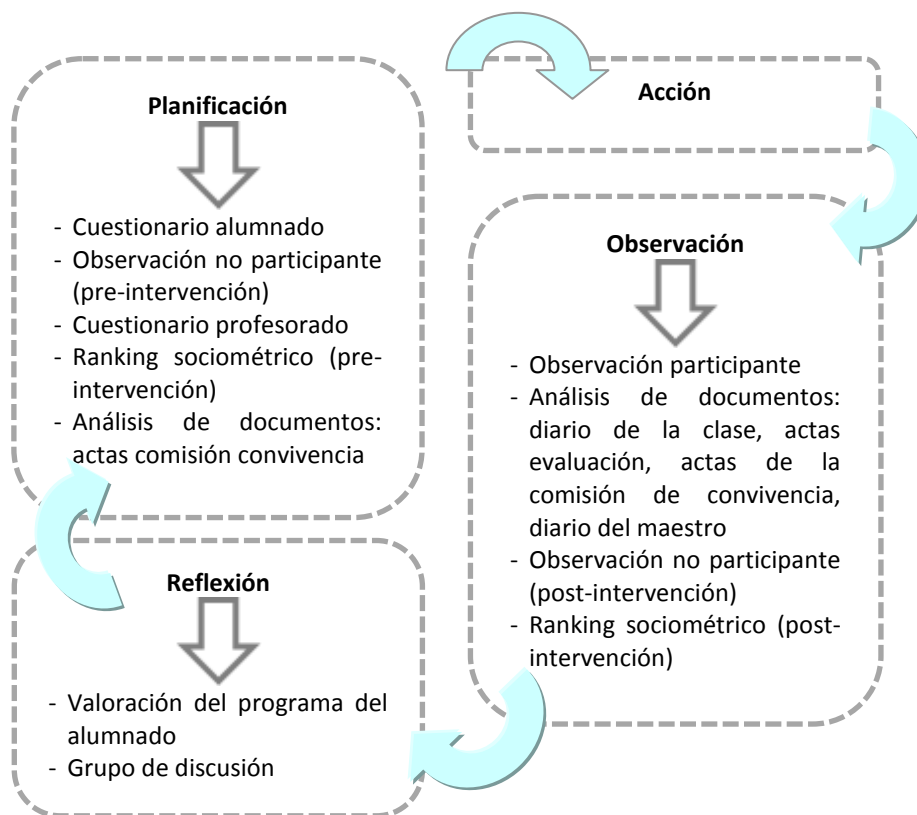 Planificación
- Cuestionario alumnado
- Observación no participante
(pre-intervención)
- Cuestionario profesorado
- Ranking sociométrico (pre-
intervención)
- Análisis de documentos:
actas comisión convivencia
Acción
Observación
- Observación participante
- Análisis de documentos:
diario de la clase, actas
evaluación, actas de la
comisión de convivencia,
diario del maestro
- Observación no participante
(post-intervención)
- Ranking sociométrico (post-
intervención)
Reflexión
- Valoración del programa del
alumnado
- Grupo de discusión